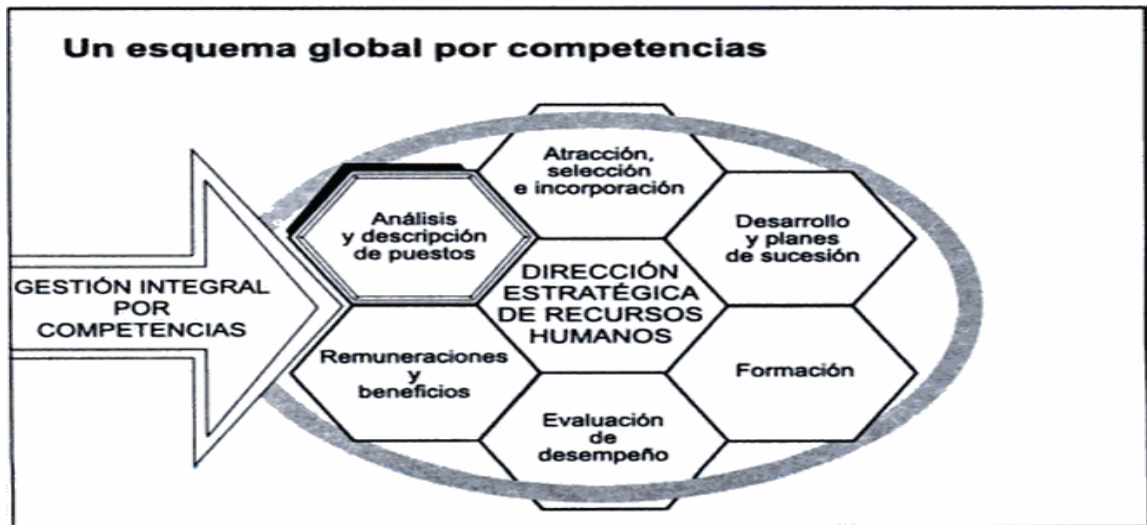 Un esquema global por competencias
Atracción,
selección
e incorporación
Análisis
y descripción
de puestos
Desarrollo
y planes
de sucesión
DIRECCIÓN
ESTRATÉGICA
DE RECURSOS
HUMANOS
GESTIÓN INTEGRAL
POR
COMPETENCIAS
Remuneraciones
y
beneficios
Formación
Evaluación
de
desempeño